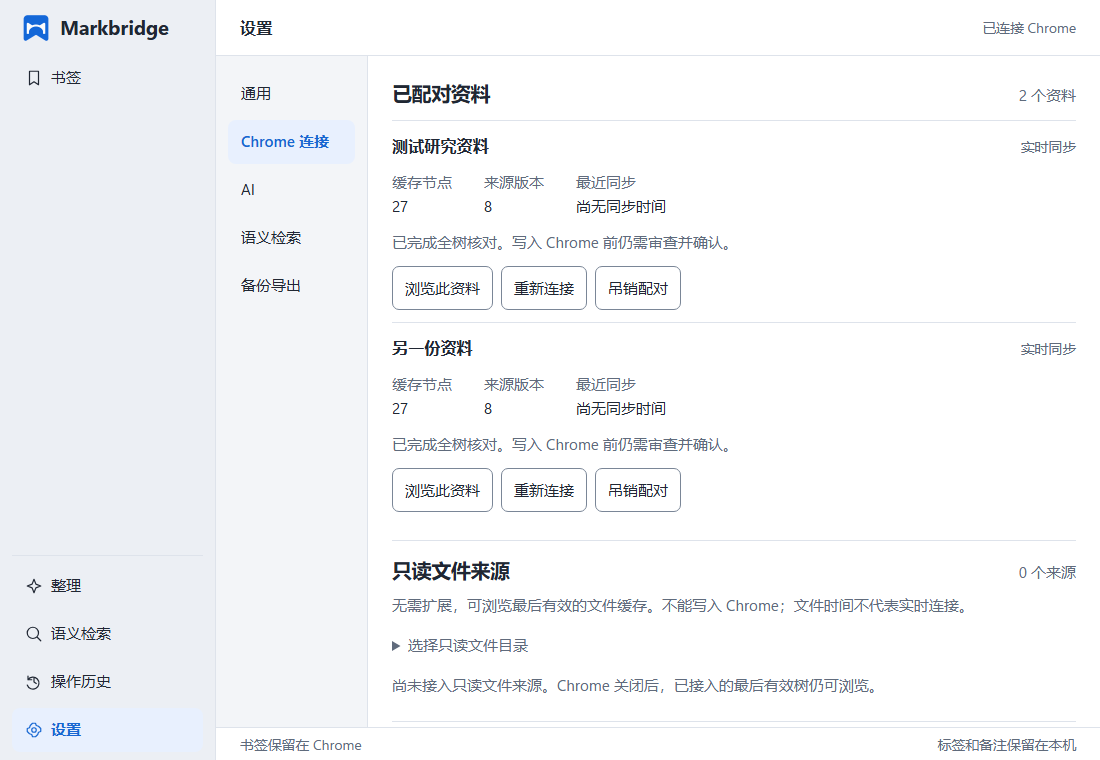 Markbridge
书签
整理
语义检索
操作历史
设置
设置
已连接 Chrome
通用
Chrome 连接
AI
语义检索
备份导出
已配对资料
2 个资料
测试研究资料
实时同步
缓存节点 来源版本 最近同步
27 8 尚无同步时间
已完成全树核对。写入 Chrome 前仍需审查并确认。
浏览此资料 重新连接 吊销配对
另一份资料
实时同步
缓存节点 来源版本 最近同步
27 8 尚无同步时间
已完成全树核对。写入 Chrome 前仍需审查并确认。
浏览此资料 重新连接 吊销配对
只读文件来源
0 个来源
无需扩展，可浏览最后有效的文件缓存。不能写入 Chrome；文件时间不代表实时连接。
选择只读文件目录
尚未接入只读文件来源。Chrome 关闭后，已接入的最后有效树仍可浏览。
书签保留在 Chrome
标签和备注保留在本机